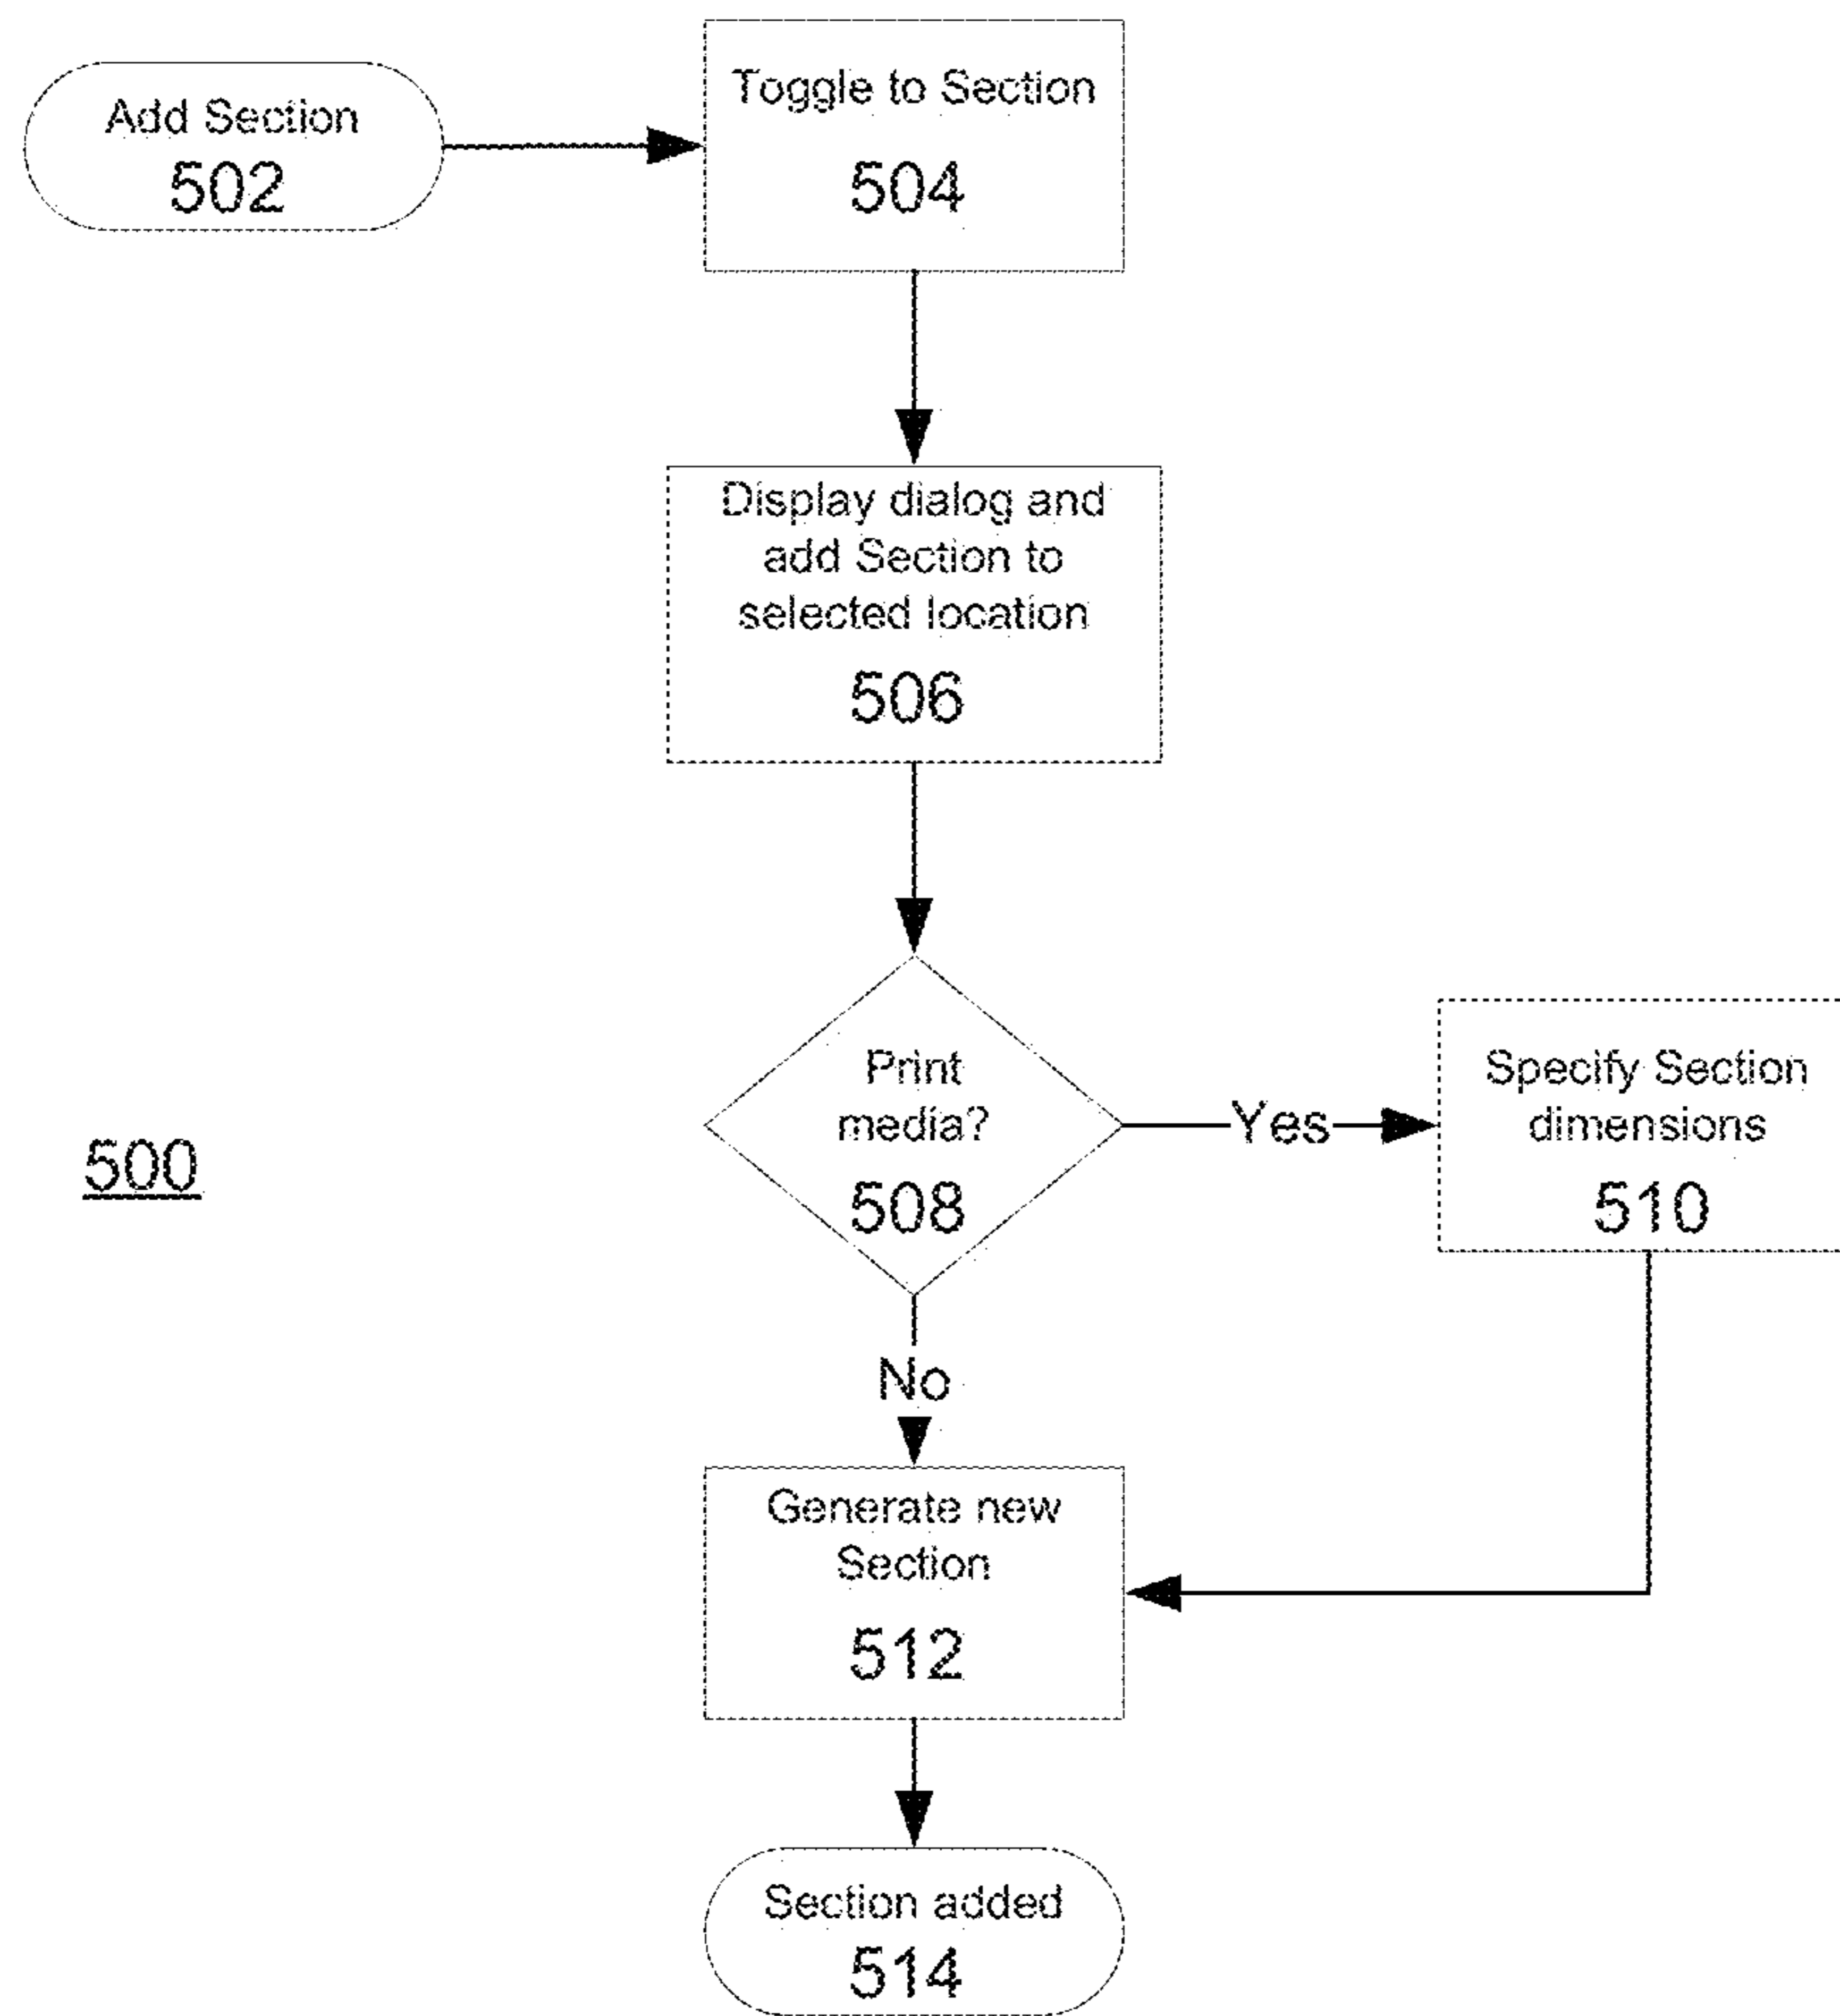 Add Section
502
Toggle to Section
504
Display dialog and
add Section to
selected location
506
Print
media?
508
Yes
Specify Section
dimensions
510
500
No
Generate new
Section
512
Section added
514